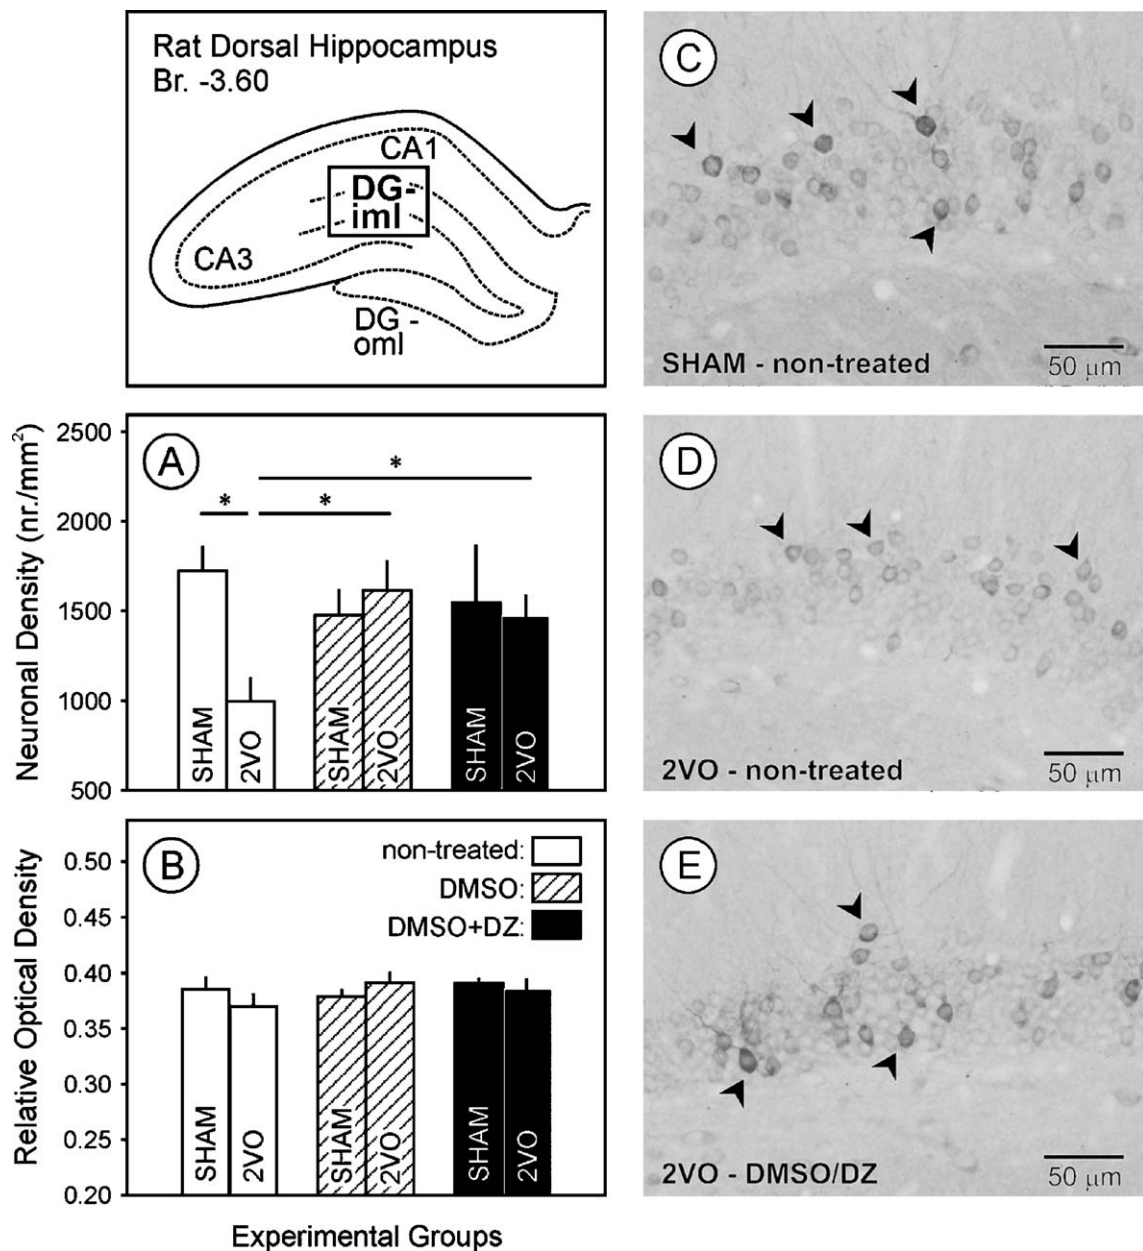 Rat Dorsal Hippocampus
Br. -3.60
CA1
DG-
iml
CA3
DG -
oml
Neuronal Density (nr./mm²)
2500
2000
1500
1000
500
A
*
*
*
SHAM
2VO
SHAM
2VO
SHAM
2VO
Relative Optical Density
0.50
0.45
0.40
0.35
0.30
0.25
0.20
B
non-treated:
DMSO:
DMSO+DZ:
SHAM
2VO
SHAM
2VO
SHAM
2VO
Experimental Groups
C
SHAM - non-treated
50 µm
D
2VO - non-treated
50 µm
E
2VO - DMSO/DZ
50 µm